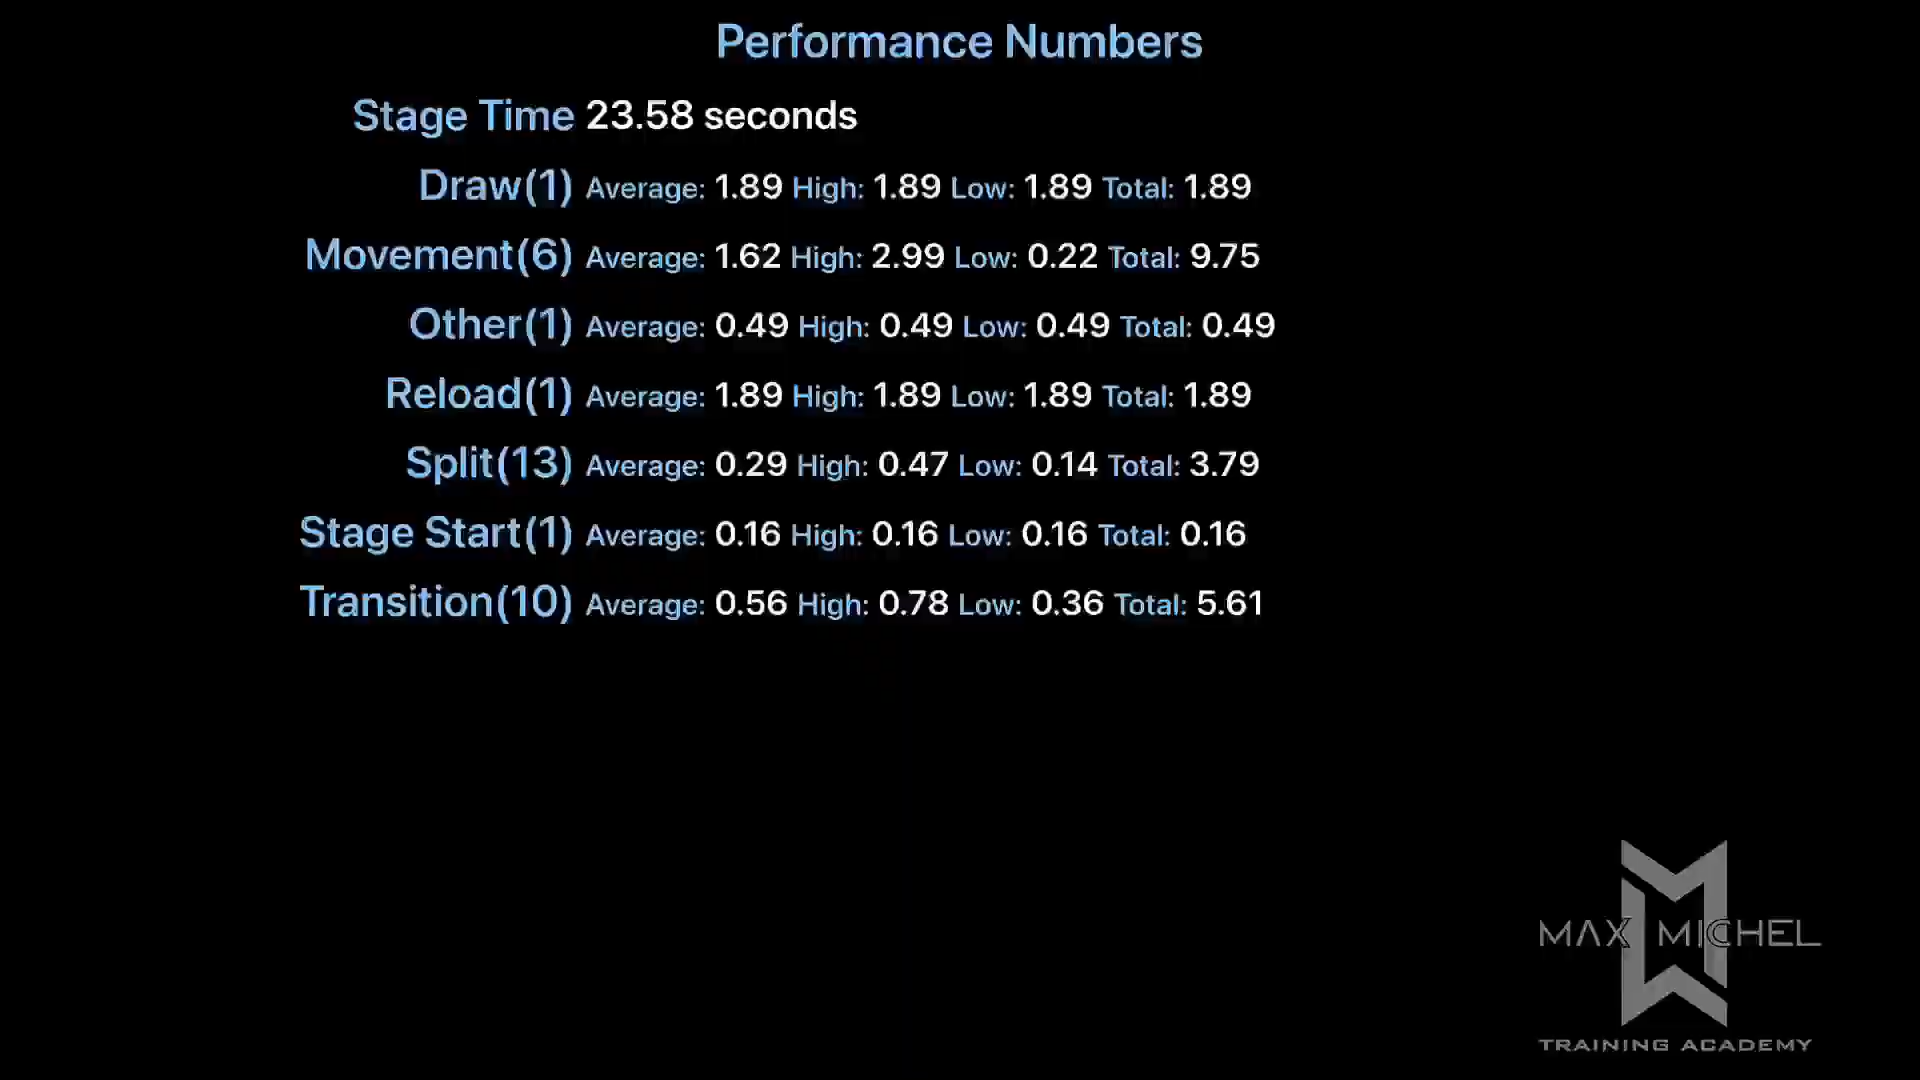 Performance Numbers
Stage Time 23.58 seconds
Draw(1) Average: 1.89 High: 1.89 Low: 1.89 Total: 1.89
Movement(6) Average: 1.62 High: 2.99 Low: 0.22 Total: 9.75
Other(1) Average: 0.49 High: 0.49 Low: 0.49 Total: 0.49
Reload(1) Average: 1.89 High: 1.89 Low: 1.89 Total: 1.89
Split(13) Average: 0.29 High: 0.47 Low: 0.14 Total: 3.79
Stage Start(1) Average: 0.16 High: 0.16 Low: 0.16 Total: 0.16
Transition(10) Average: 0.56 High: 0.78 Low: 0.36 Total: 5.61
MAX MICHEL
TRAINING ACADEMY